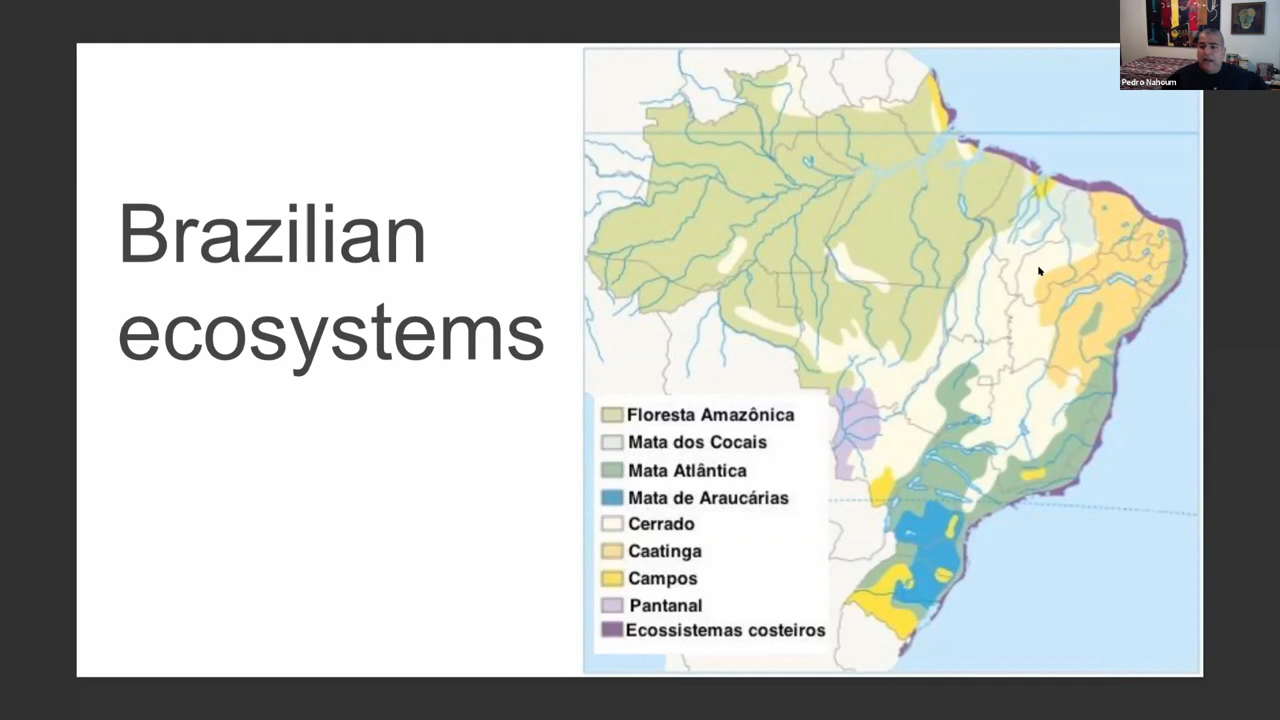 Pedro Nahoum
Brazilian
ecosystems
Floresta Amazônica
Mata dos Cocais
Mata Atlântica
Mata de Araucárias
Cerrado
Caatinga
Campos
Pantanal
Ecossistemas costeiros